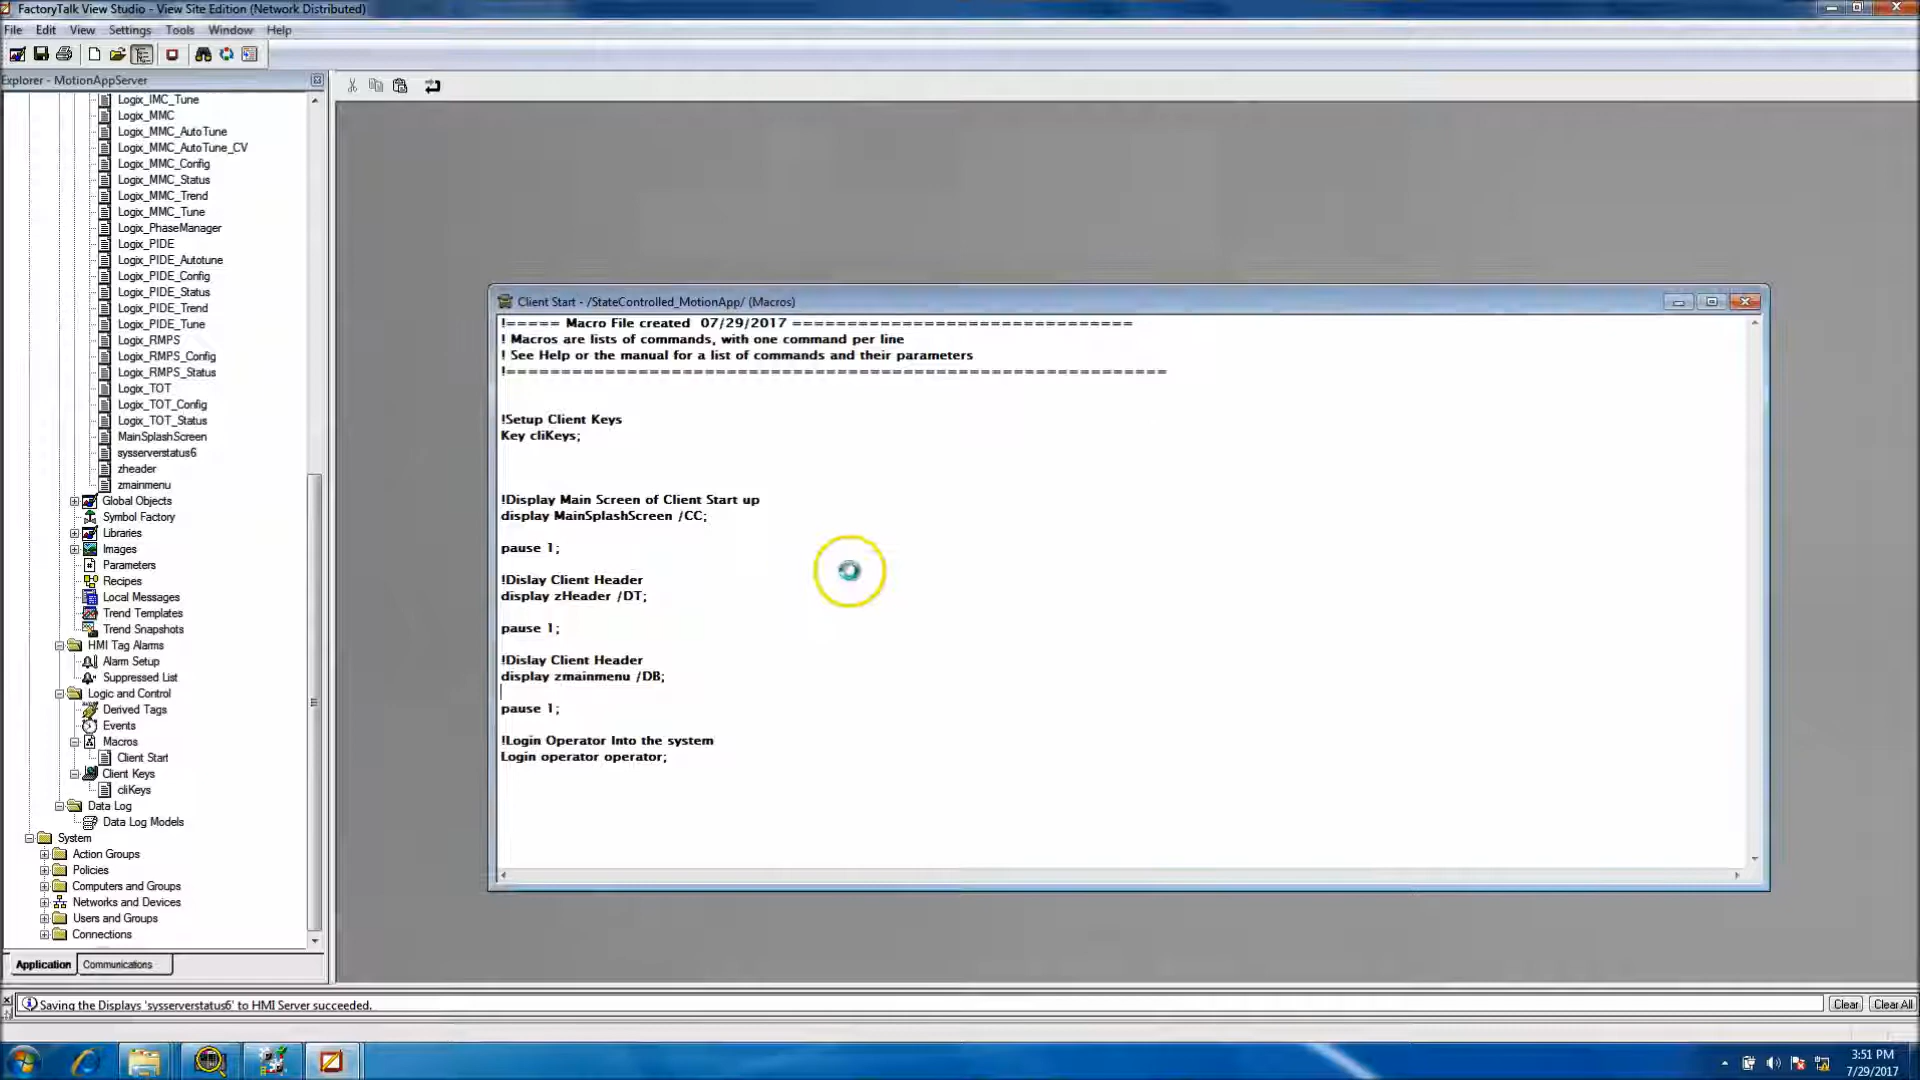 FactoryTalk View Studio - View Site Edition (Network Distributed)
File Edit View Settings Tools Window Help
Explorer - MotionAppServer
Logix_IMC_Tune
Logix_MMC
Logix_MMC_AutoTune
Logix_MMC_AutoTune_CV
Logix_MMC_Config
Logix_MMC_Status
Logix_MMC_Trend
Logix_MMC_Tune
Logix_PhaseManager
Logix_PIDE
Logix_PIDE_Autotune
Logix_PIDE_Config
Logix_PIDE_Status
Logix_PIDE_Trend
Logix_PIDE_Tune
Logix_RMPS
Logix_RMPS_Config
Logix_RMPS_Status
Logix_TOT
Logix_TOT_Config
Logix_TOT_Status
MainSplashScreen
sysserverstatus6
zheader
zmainmenu
Global Objects
Symbol Factory
Libraries
Images
Parameters
Recipes
Local Messages
Trend Templates
Trend Snapshots
HMI Tag Alarms
Alarm Setup
Suppressed List
Logic and Control
Derived Tags
Events
Macros
Client Start
Client Keys
cliKeys
Data Log
Data Log Models
System
Action Groups
Policies
Computers and Groups
Networks and Devices
Users and Groups
Connections
Application Communications
Client Start - /StateControlled_MotionApp/ (Macros)
!===== Macro File created 07/29/2017 ===============================
! Macros are lists of commands, with one command per line
! See Help or the manual for a list of commands and their parameters
!=============================================================
!Setup Client Keys
Key cliKeys;
!Display Main Screen of Client Start up
display MainSplashScreen /CC;
pause 1;
!Dislay Client Header
display zHeader /DT;
pause 1;
!Dislay Client Header
display zmainmenu /DB;
pause 1;
!Login Operator Into the system
Login operator operator;
Saving the Displays 'sysserverstatus6' to HMI Server succeeded.
Clear Clear All
3:51 PM
7/29/2017